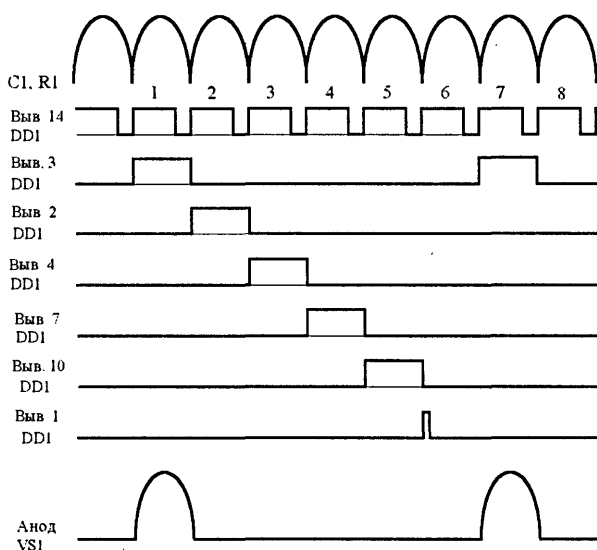 C1, R1
1 2 3 4 5 6 7 8
Выв 14
DD1
Выв. 3
DD1
Выв 2
DD1
Выв 4
DD1
Выв 7
DD1
Выв. 10
DD1
Выв 1
DD1
Анод
VS1